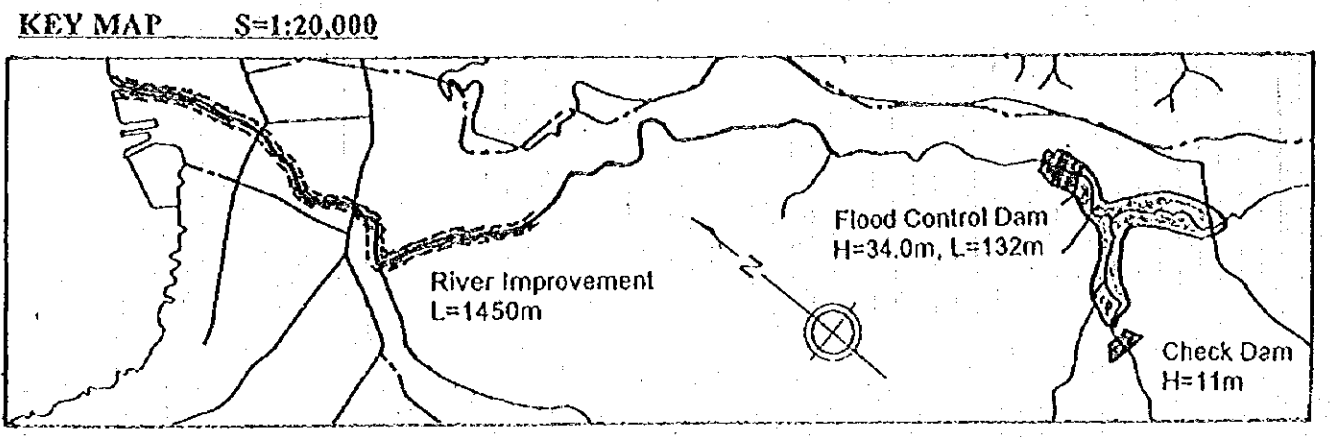 KEY MAP S=1:20,000
Flood Control Dam
H=34.0m, L=132m
N
River Improvement
L=1450m
Check Dam
H=11m